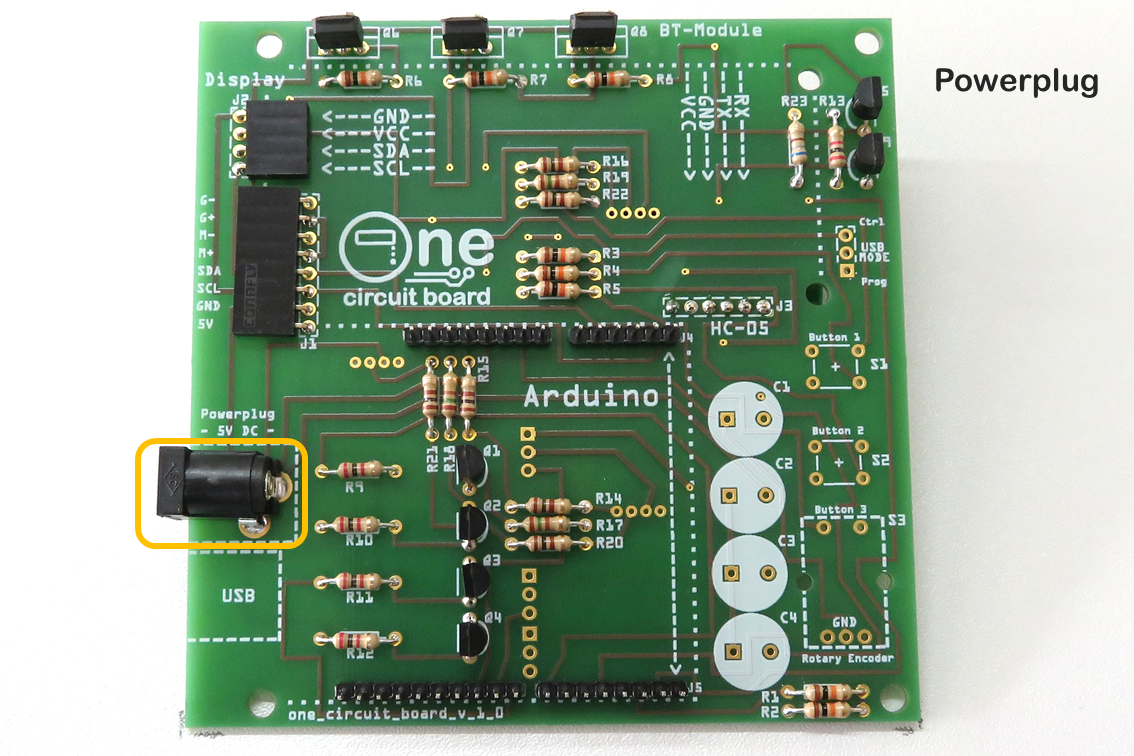 Powerplug
Q6
Q7
Q8
BT-Module
Display
R6
R7
R8
J2
<----GND----
<----VCC----
<----SDA----
<----SCL----
VCC
GND
TX
RX
R23
R13
R16
R19
R22
G-
G+
M-
M+
SDA
SCL
GND
5V
J1
One
circuit board
R3
R4
R5
Ctrl
USB
MODE
Prog
J3
HC-05
J4
Button 1
S1
R15
Arduino
C1
Powerplug
- 5V DC -
R21
R18
Q1
R9
C2
Button 2
S2
Q2
R14
R17
R20
R10
Button 3
S3
C3
Q3
USB
R11
C4
Q4
GND
R12
Rotary Encoder
J5
R1
R2
one_circuit_board_v_1_0